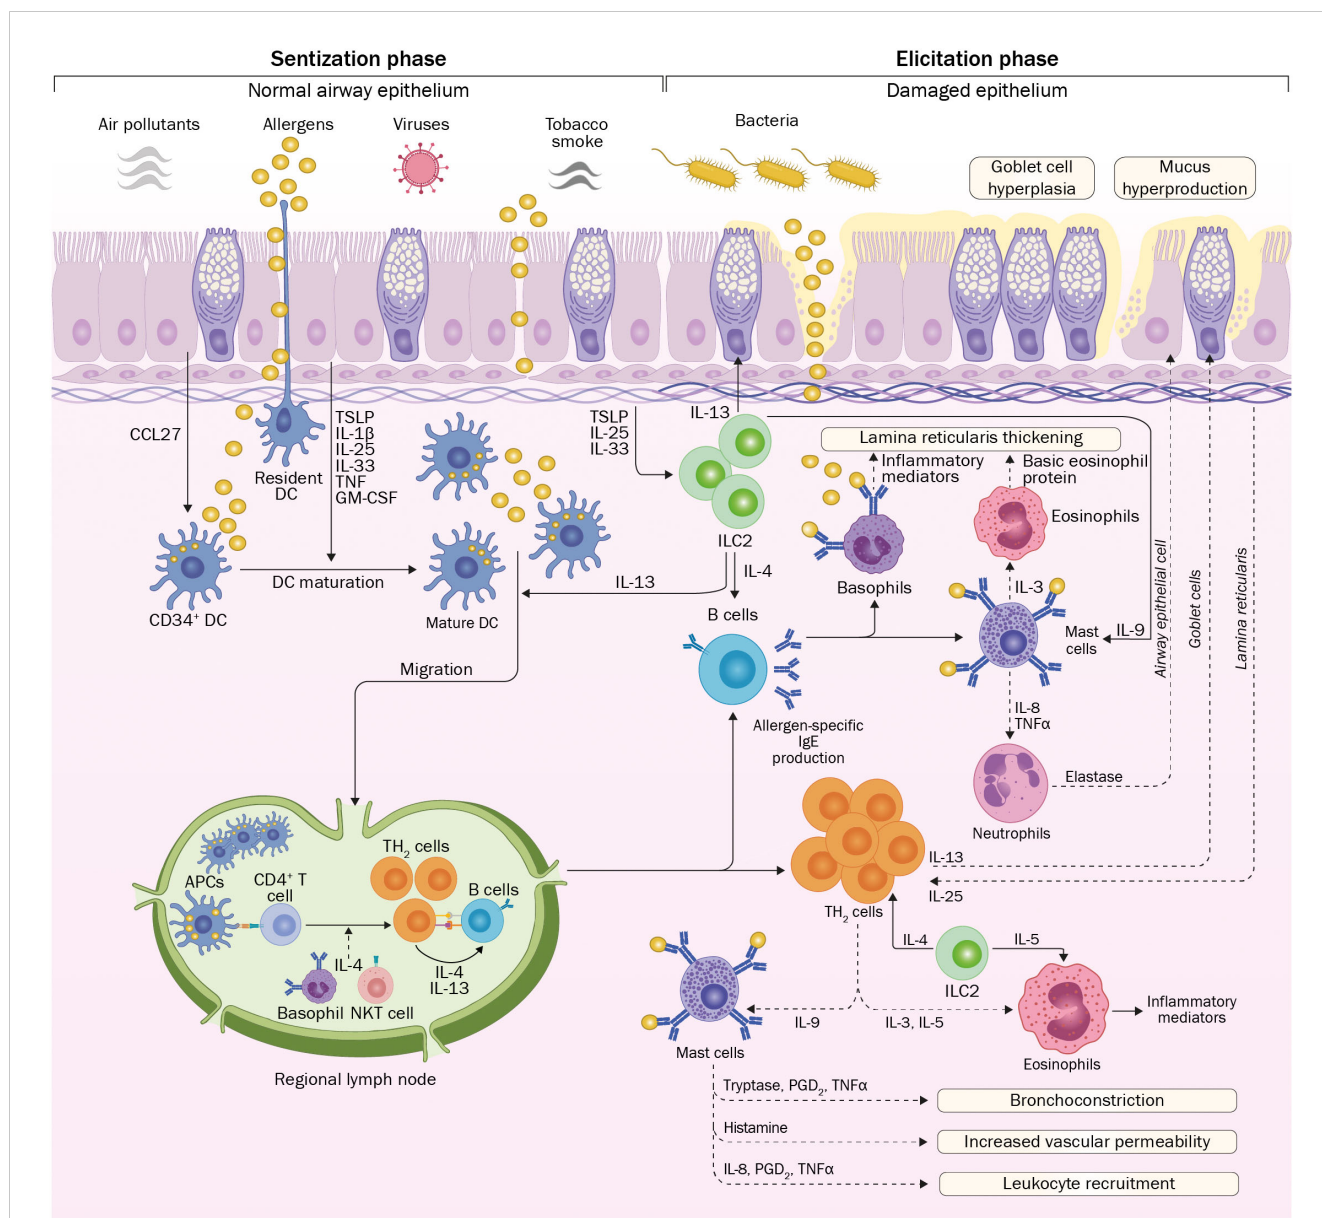 Sentization phase
Elicitation phase
Normal airway epithelium
Damaged epithelium
Air pollutants
Allergens
Viruses
Tobacco
smoke
Bacteria
Goblet cell
hyperplasia
Mucus
hyperproduction
CCL27
Resident
DC
TSLP
IL-1β
IL-25
IL-33
TNF
GM-CSF
TSLP
IL-25
IL-33
IL-13
ILC2
Lamina reticularis thickening
Inflammatory
mediators
Basic eosinophil
protein
Eosinophils
Basophils
CD34⁺ DC
DC maturation
Mature DC
IL-13
IL-4
B cells
IL-3
Mast
cells
IL-9
Airway epithelial cell
Goblet cells
Lamina reticularis
Migration
Allergen-specific
IgE
production
IL-8
TNFα
Elastase
Neutrophils
APCs
CD4⁺ T
cell
TH₂ cells
B cells
IL-4
IL-4
IL-13
Basophil
NKT cell
Regional lymph node
TH₂ cells
IL-13
IL-25
IL-4
IL-5
ILC2
IL-9
IL-3, IL-5
Mast cells
Eosinophils
Inflammatory
mediators
Tryptase, PGD₂, TNFα
Bronchoconstriction
Histamine
Increased vascular permeability
IL-8, PGD₂, TNFα
Leukocyte recruitment